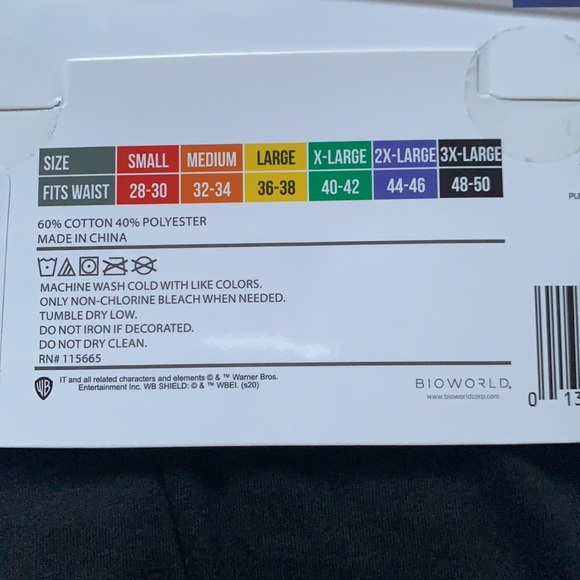 SIZE SMALL MEDIUM LARGE X-LARGE 2X-LARGE 3X-LARGE
FITS WAIST 28-30 32-34 36-38 40-42 44-46 48-50
60% COTTON 40% POLYESTER
MADE IN CHINA
MACHINE WASH COLD WITH LIKE COLORS.
ONLY NON-CHLORINE BLEACH WHEN NEEDED.
TUMBLE DRY LOW.
DO NOT IRON IF DECORATED.
DO NOT DRY CLEAN.
RN# 115665
WB
IT and all related characters and elements © & ™ Warner Bros.
Entertainment Inc. WB SHIELD: © & ™ WBEI. (s20)
BIOWORLD®
www.bioworldcorp.com
0 13